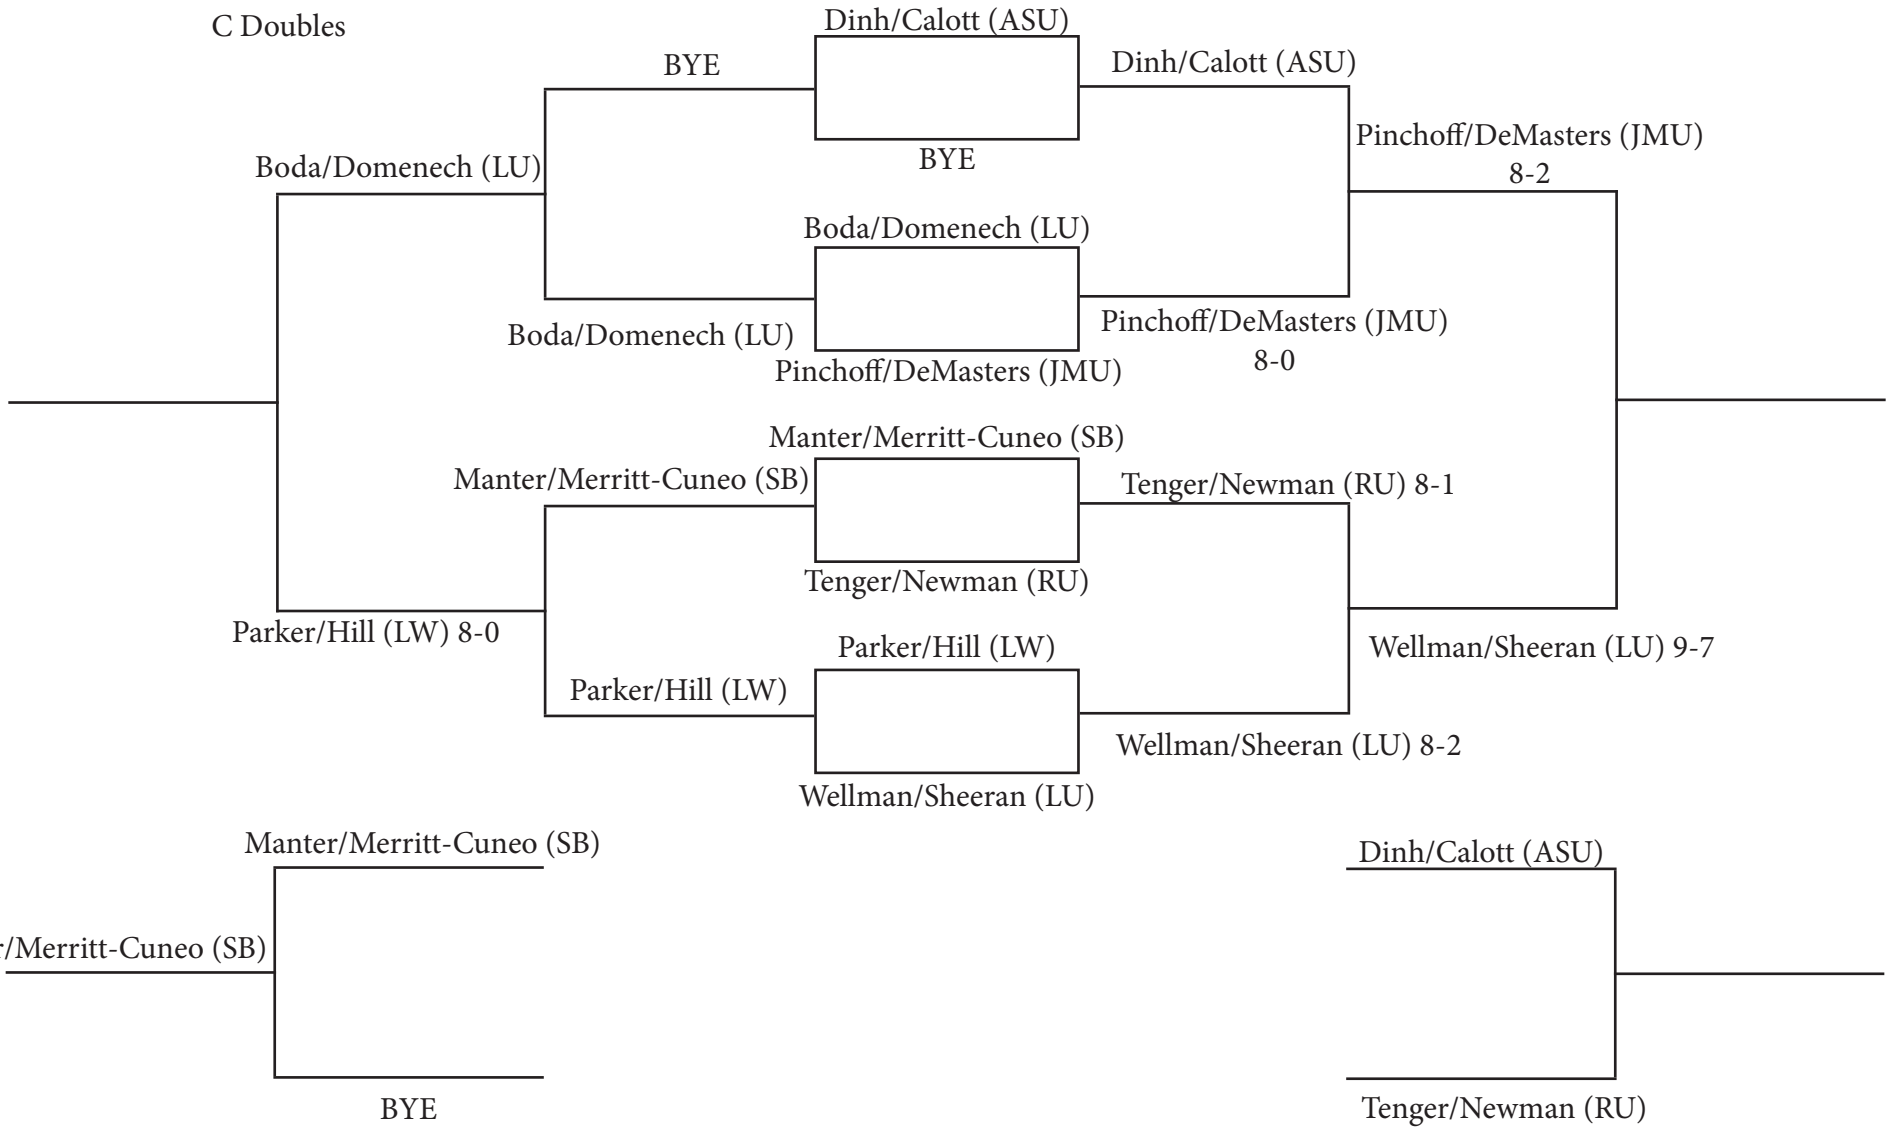 C Doubles
Dinh/Calott (ASU)
BYE
Dinh/Calott (ASU)
Pinchoff/DeMasters (JMU)
8-2
BYE
Boda/Domenech (LU)
Boda/Domenech (LU)
Boda/Domenech (LU)
Pinchoff/DeMasters (JMU)
8-0
Pinchoff/DeMasters (JMU)
Manter/Merritt-Cuneo (SB)
Manter/Merritt-Cuneo (SB)
Tenger/Newman (RU) 8-1
Tenger/Newman (RU)
Parker/Hill (LW) 8-0
Parker/Hill (LW)
Wellman/Sheeran (LU) 9-7
Parker/Hill (LW)
Wellman/Sheeran (LU) 8-2
Wellman/Sheeran (LU)
Manter/Merritt-Cuneo (SB)
Dinh/Calott (ASU)
r/Merritt-Cuneo (SB)
BYE
Tenger/Newman (RU)